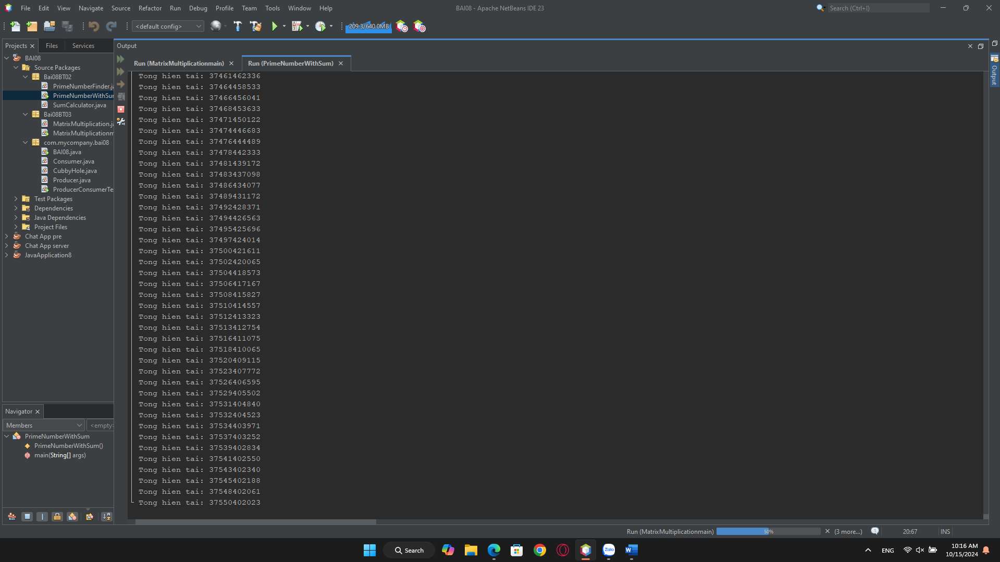 File Edit View Navigate Source Refactor Run Debug Profile Team Tools Window Help
BAI08 - Apache NetBeans IDE 23
Search (Ctrl+I)
<default config>
209.3/640.0MB
Projects
Files
Services
BAI08
Source Packages
Bai08BT02
PrimeNumberFinder.ja
PrimeNumberWithSur
SumCalculator.java
Bai08BT03
MatrixMultiplication.ja
MatrixMultiplicationm
com.mycompany.bai08
BAI08.java
Consumer.java
CubbyHole.java
Producer.java
ProducerConsumerTe
Test Packages
Dependencies
Java Dependencies
Project Files
Chat App pre
Chat App server
JavaApplication8
Navigator
Members
<empty>
PrimeNumberWithSum
PrimeNumberWithSum()
main(String[] args)
Output
Run (MatrixMultiplicationmain)
Run (PrimeNumberWithSum)
Tong hien tai: 37461462336
Tong hien tai: 37464458533
Tong hien tai: 37466456041
Tong hien tai: 37468453633
Tong hien tai: 37471450122
Tong hien tai: 37474446683
Tong hien tai: 37476444489
Tong hien tai: 37478442333
Tong hien tai: 37481439172
Tong hien tai: 37483437098
Tong hien tai: 37486434077
Tong hien tai: 37489431172
Tong hien tai: 37492428371
Tong hien tai: 37494426563
Tong hien tai: 37495425696
Tong hien tai: 37497424014
Tong hien tai: 37500421611
Tong hien tai: 37502420065
Tong hien tai: 37504418573
Tong hien tai: 37506417167
Tong hien tai: 37508415827
Tong hien tai: 37510414557
Tong hien tai: 37512413323
Tong hien tai: 37513412754
Tong hien tai: 37516411075
Tong hien tai: 37518410065
Tong hien tai: 37520409115
Tong hien tai: 37523407772
Tong hien tai: 37526406595
Tong hien tai: 37529405502
Tong hien tai: 37531404840
Tong hien tai: 37532404523
Tong hien tai: 37534403971
Tong hien tai: 37537403252
Tong hien tai: 37539402834
Tong hien tai: 37541402550
Tong hien tai: 37543402340
Tong hien tai: 37545402188
Tong hien tai: 37548402061
Tong hien tai: 37550402023
Output
Run (MatrixMultiplicationmain)
50%
(3 more...)
20:67
INS
Search
Zalo
ENG
10:16 AM
10/15/2024